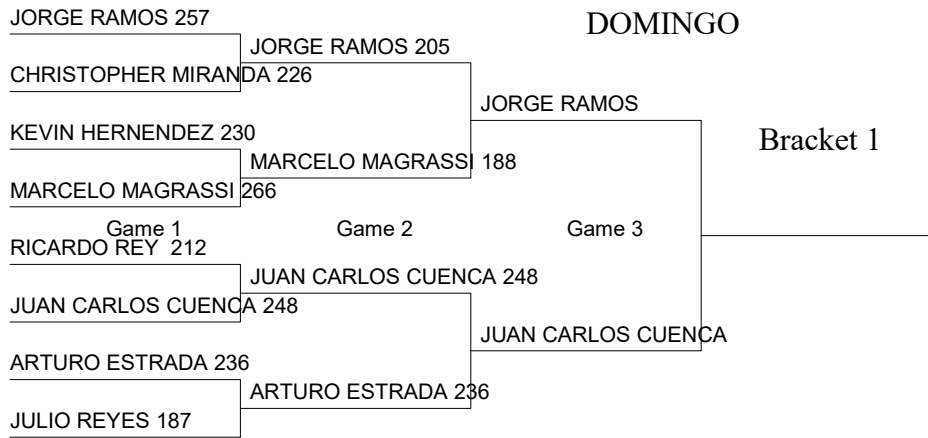 JORGE RAMOS 257
DOMINGO
JORGE RAMOS 205
CHRISTOPHER MIRANDA 226
JORGE RAMOS
KEVIN HERNENDEZ 230
Bracket 1
MARCELO MAGRASSI 188
MARCELO MAGRASSI 266
Game 1
Game 2
Game 3
RICARDO REY 212
JUAN CARLOS CUENCA 248
JUAN CARLOS CUENCA 248
JUAN CARLOS CUENCA
ARTURO ESTRADA 236
ARTURO ESTRADA 236
JULIO REYES 187